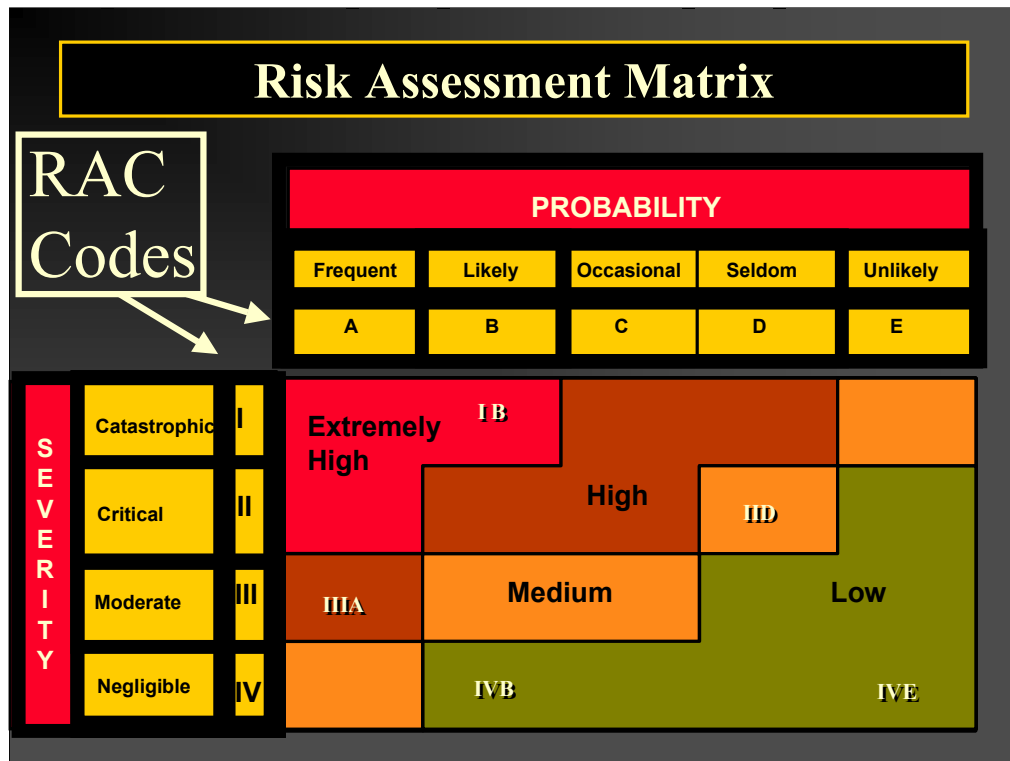 Risk Assessment Matrix
RAC
Codes
PROBABILITY
Frequent Likely Occasional Seldom Unlikely
A B C D E
SEVERITY
Catastrophic I
Extremely
High
I B
Critical II
High
IID
Moderate III
IIIA
Medium
Low
Negligible IV
IVB
IVE